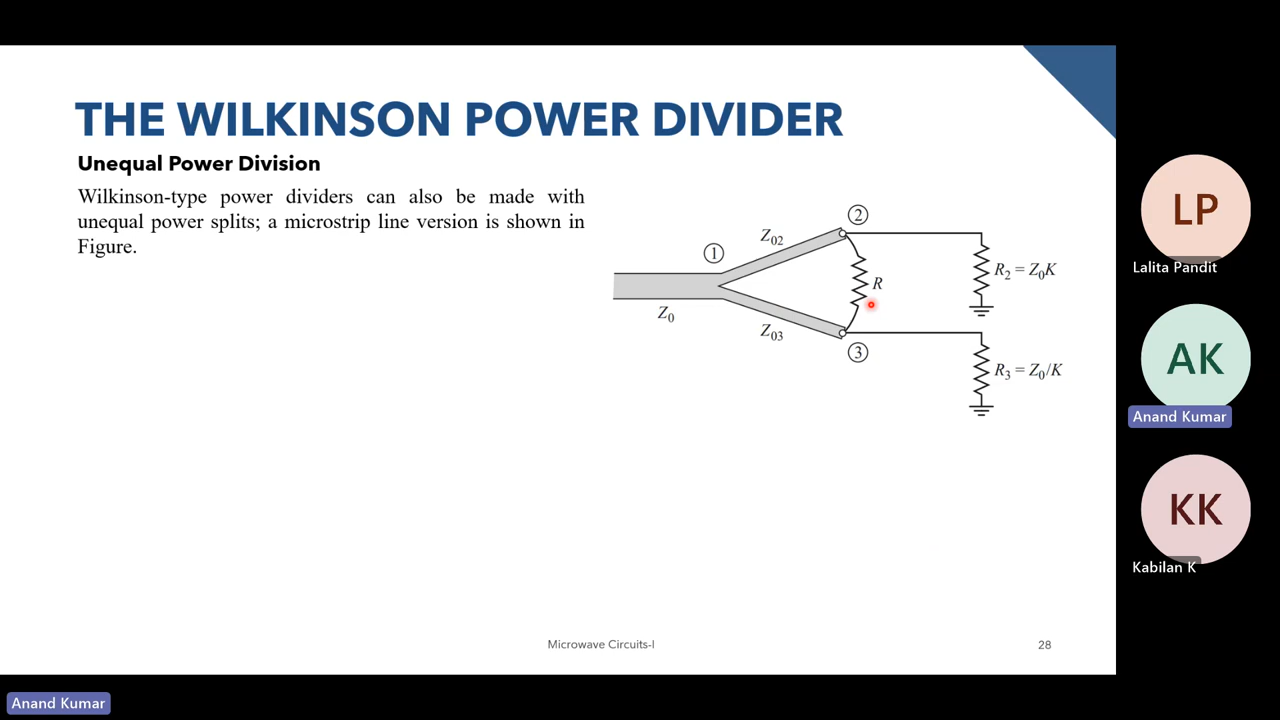 THE WILKINSON POWER DIVIDER
Unequal Power Division
Wilkinson-type power dividers can also be made with
unequal power splits; a microstrip line version is shown in
Figure.
②
Z₀₂
①
R₂ = Z₀K
R
Z₀
Z₀₃
③
R₃ = Z₀/K
Microwave Circuits-I
28
LP
Lalita Pandit
AK
Anand Kumar
KK
Kabilan K
Anand Kumar